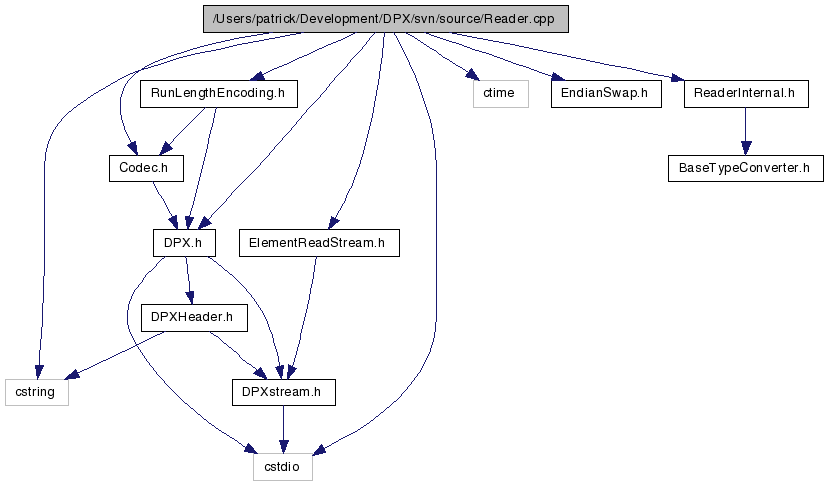 /Users/patrick/Development/DPX/svn/source/Reader.cpp
RunLengthEncoding.h
ctime
EndianSwap.h
ReaderInternal.h
Codec.h
BaseTypeConverter.h
DPX.h
ElementReadStream.h
DPXHeader.h
cstring
DPXstream.h
cstdio